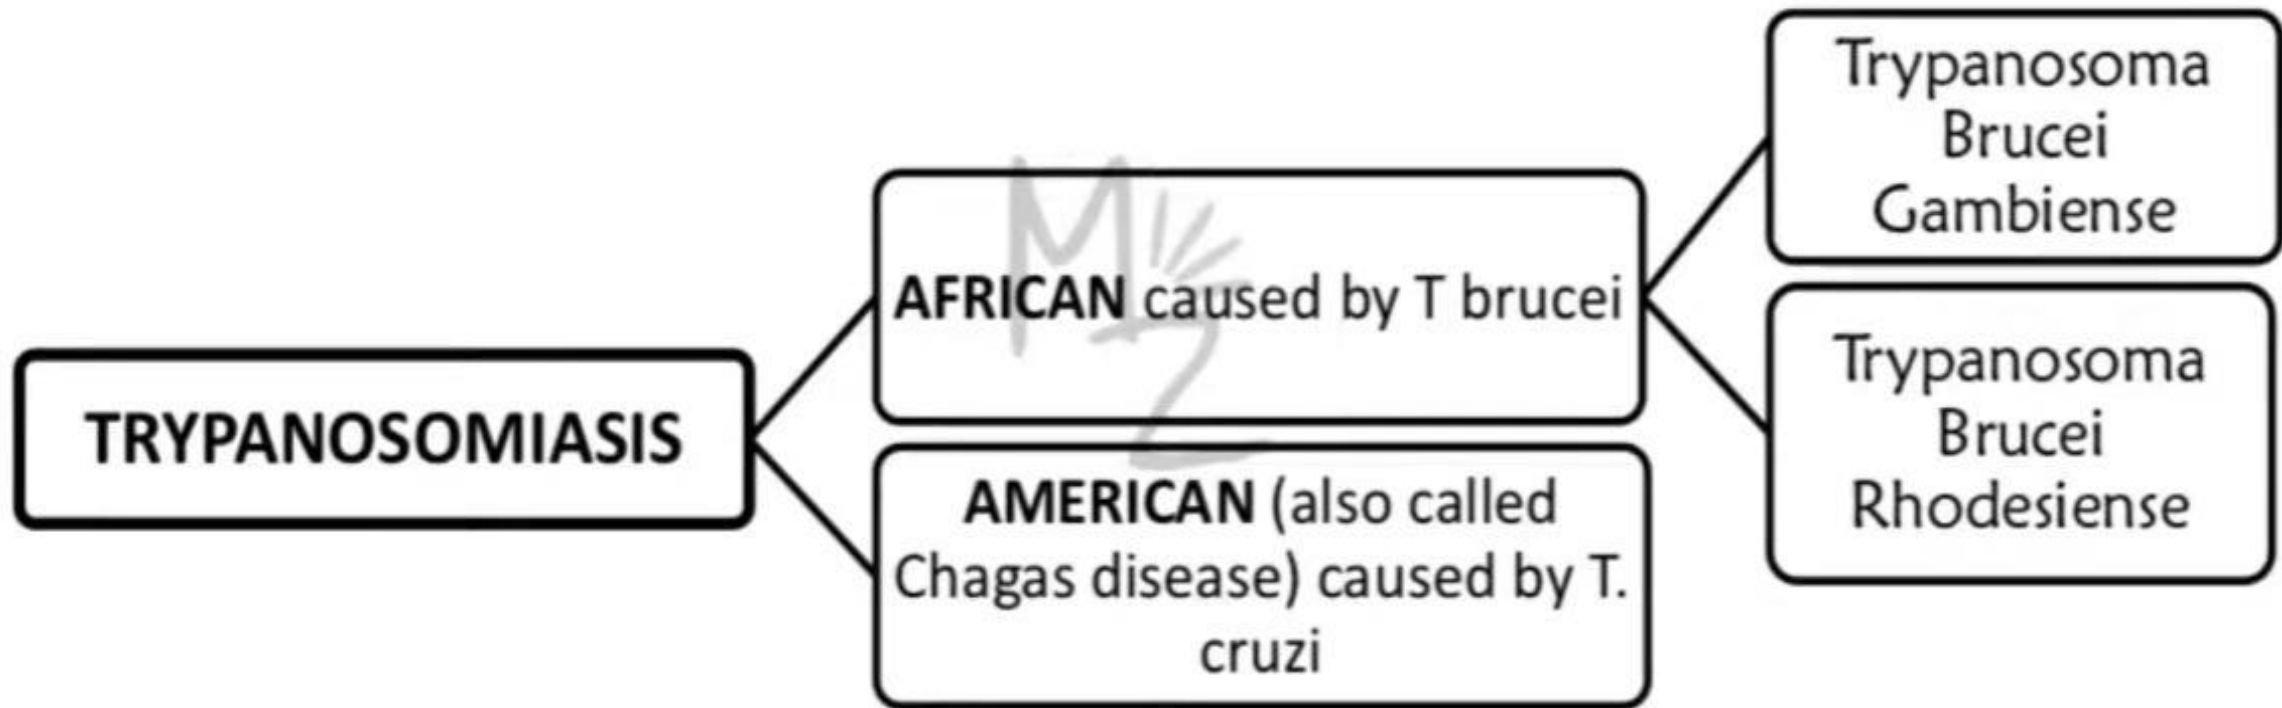 TRYPANOSOMIASIS
AFRICAN caused by T brucei
AMERICAN (also called
Chagas disease) caused by T.
cruzi
Trypanosoma
Brucei
Gambiense
Trypanosoma
Brucei
Rhodesiense
MZ